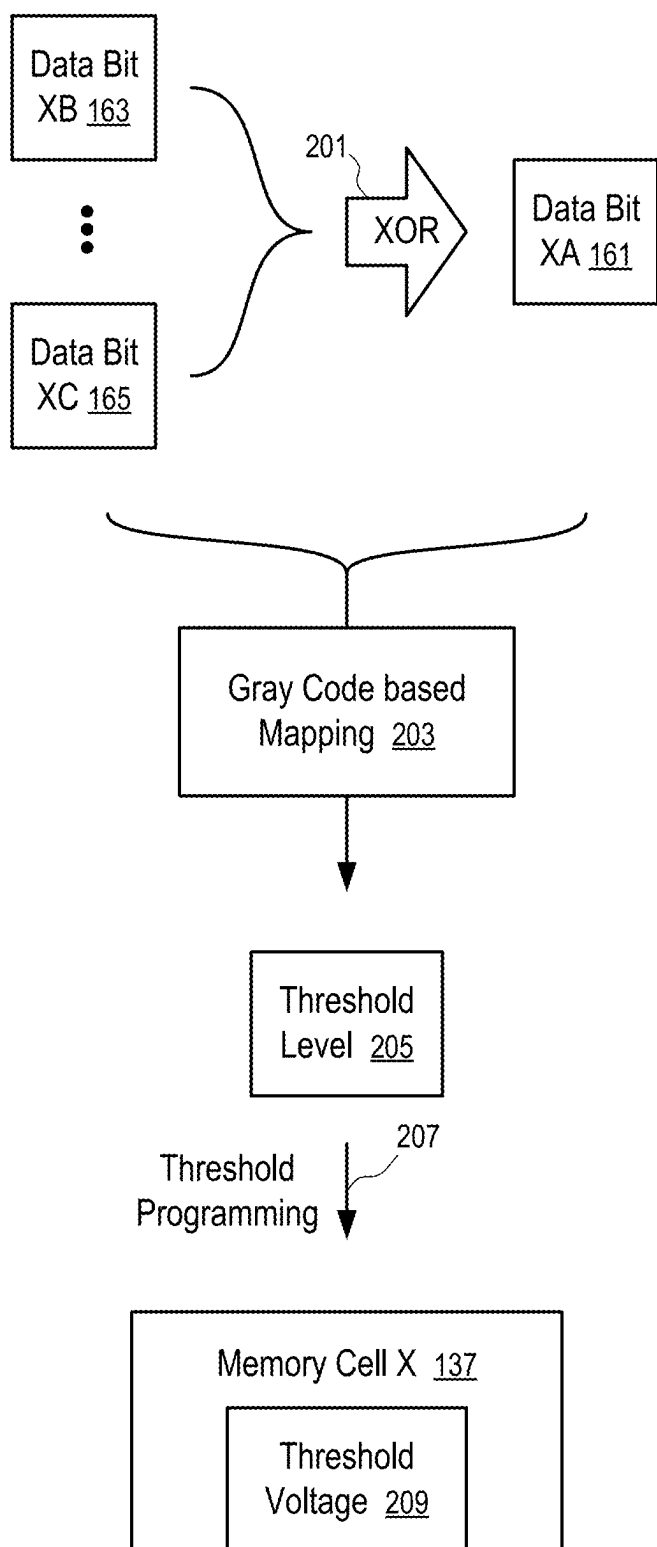 Data Bit
XB 163
201
XOR
Data Bit
XA 161
Data Bit
XC 165
Gray Code based
Mapping 203
Threshold
Level 205
207
Threshold
Programming
Memory Cell X 137
Threshold
Voltage 209